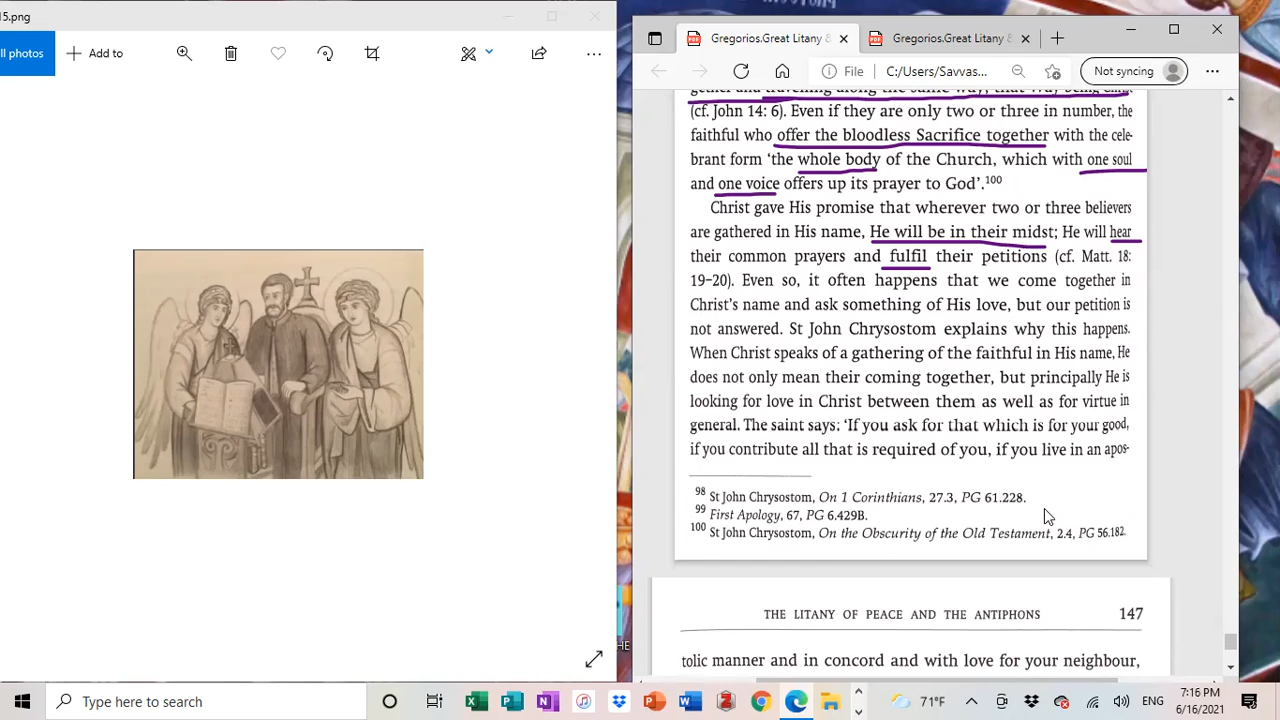 5.png
ll photos
Add to
Gregorios.Great Litany &
Gregorios.Great Litany &
File
C:/Users/Savvas...
Not syncing
gether and travelling along the same way, that Way being Christ
(cf. John 14: 6). Even if they are only two or three in number, the
faithful who offer the bloodless Sacrifice together with the cele-
brant form ‘the whole body of the Church, which with one soul
and one voice offers up its prayer to God’.100
Christ gave His promise that wherever two or three believers
are gathered in His name, He will be in their midst; He will hear
their common prayers and fulfil their petitions (cf. Matt. 18:
19–20). Even so, it often happens that we come together in
Christ’s name and ask something of His love, but our petition is
not answered. St John Chrysostom explains why this happens.
When Christ speaks of a gathering of the faithful in His name, He
does not only mean their coming together, but principally He is
looking for love in Christ between them as well as for virtue in
general. The saint says: ‘If you ask for that which is for your good,
if you contribute all that is required of you, if you live in an apos-
98 St John Chrysostom, On 1 Corinthians, 27.3, PG 61.228.
99 First Apology, 67, PG 6.429B.
100 St John Chrysostom, On the Obscurity of the Old Testament, 2.4, PG 56.182.
THE LITANY OF PEACE AND THE ANTIPHONS 147
tolic manner and in concord and with love for your neighbour,
HE
Type here to search
71°F
ENG
7:16 PM
6/16/2021